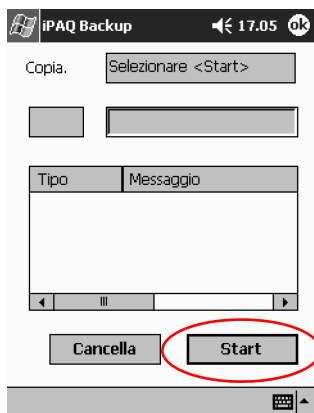 iPAQ Backup 17.05 ok
Copia. Selezionare <Start>
Tipo Messaggio
Cancella Start